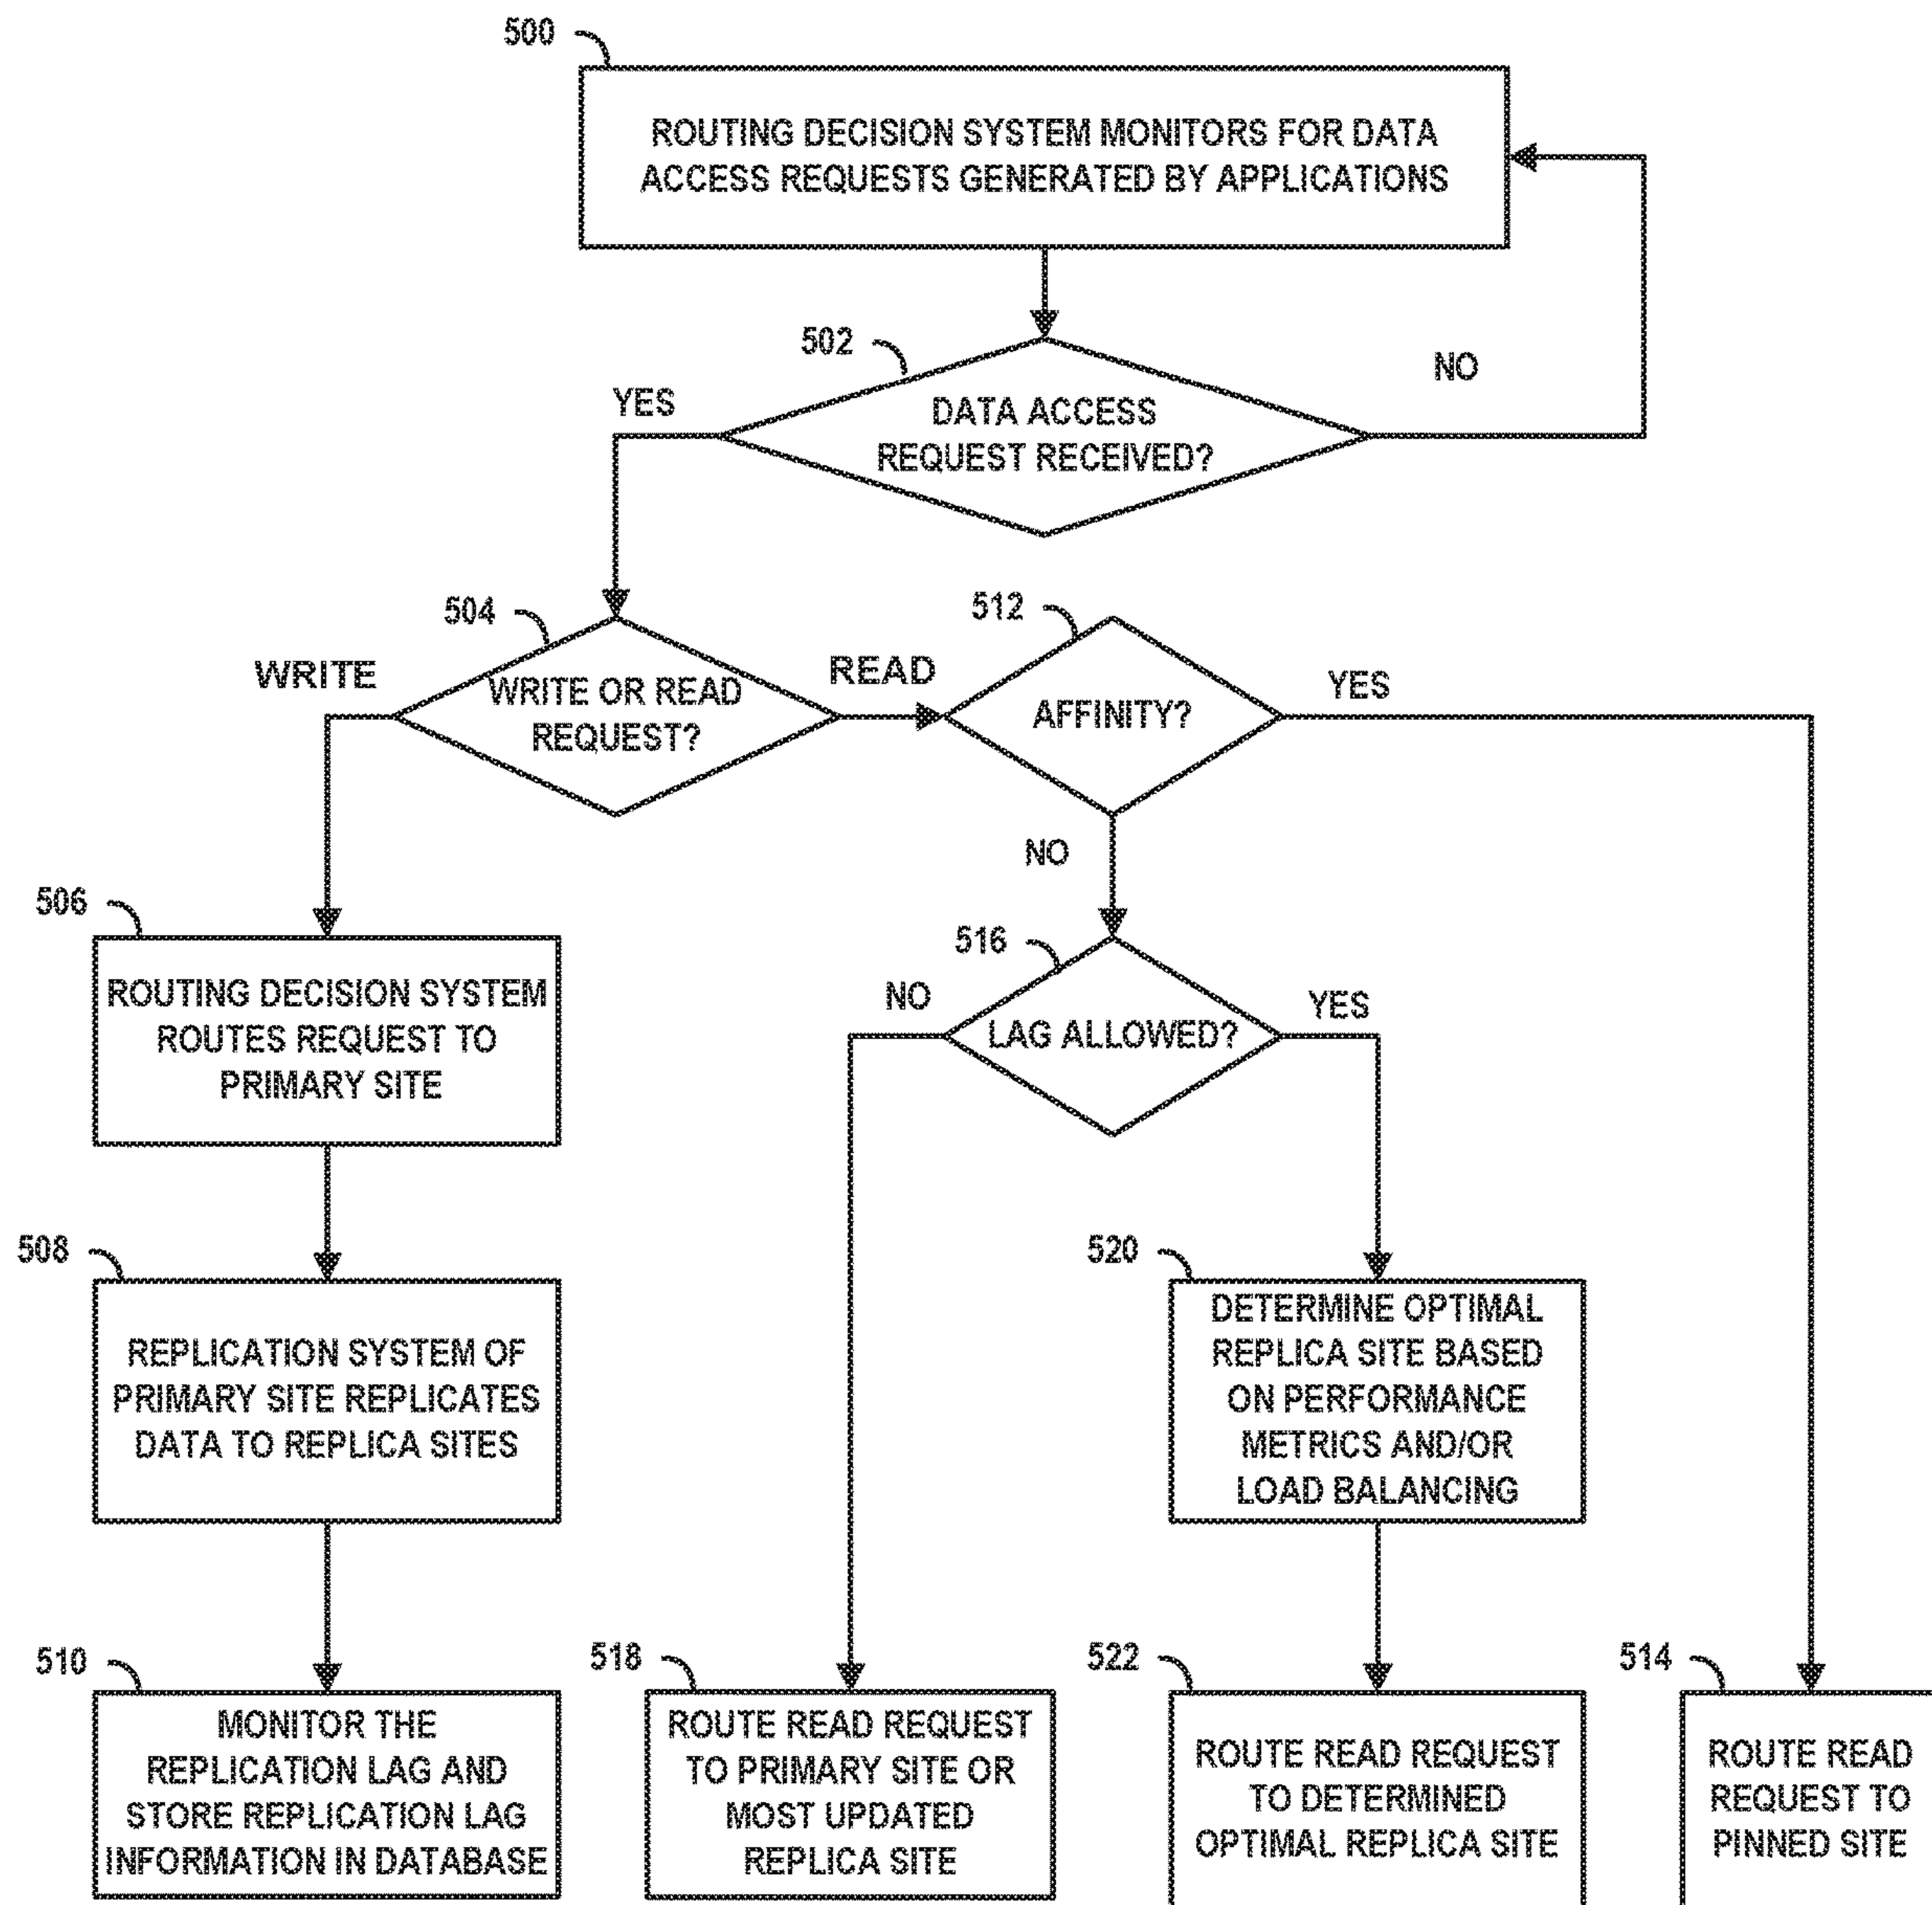 500
ROUTING DECISION SYSTEM MONITORS FOR DATA
ACCESS REQUESTS GENERATED BY APPLICATIONS
502
YES
NO
DATA ACCESS
REQUEST RECEIVED?
504
WRITE
WRITE OR READ
REQUEST?
READ
512
AFFINITY?
YES
NO
506
ROUTING DECISION SYSTEM
ROUTES REQUEST TO
PRIMARY SITE
516
NO
LAG ALLOWED?
YES
508
REPLICATION SYSTEM OF
PRIMARY SITE REPLICATES
DATA TO REPLICA SITES
520
DETERMINE OPTIMAL
REPLICA SITE BASED
ON PERFORMANCE
METRICS AND/OR
LOAD BALANCING
510
MONITOR THE
REPLICATION LAG AND
STORE REPLICATION LAG
INFORMATION IN DATABASE
518
ROUTE READ REQUEST
TO PRIMARY SITE OR
MOST UPDATED
REPLICA SITE
522
ROUTE READ REQUEST
TO DETERMINED
OPTIMAL REPLICA SITE
514
ROUTE READ
REQUEST TO
PINNED SITE